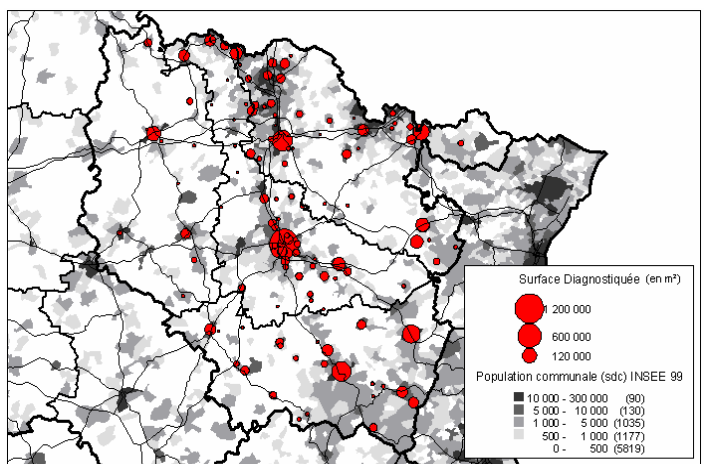 Surface Diagnostiquée (en m²)
1 200 000
600 000
120 000
Population communale (sdc) INSEE 99
10 000 - 300 000 (90)
5 000 - 10 000 (130)
1 000 - 5 000 (1035)
500 - 1 000 (1177)
0 - 500 (5819)